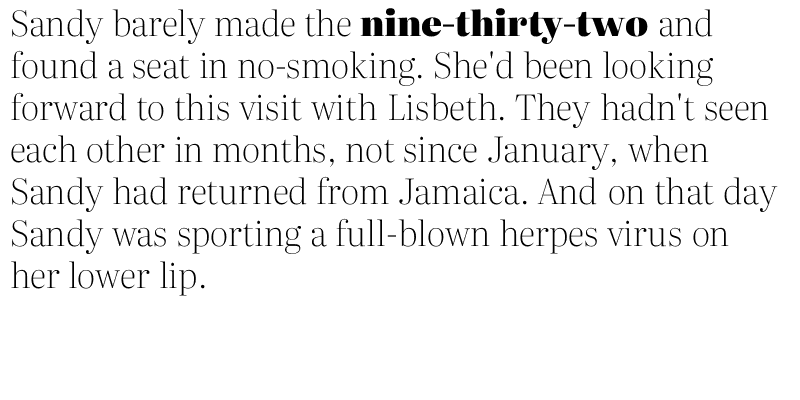 Sandy barely made the nine-thirty-two and
found a seat in no-smoking. She'd been looking
forward to this visit with Lisbeth. They hadn't seen
each other in months, not since January, when
Sandy had returned from Jamaica. And on that day
Sandy was sporting a full-blown herpes virus on
her lower lip.